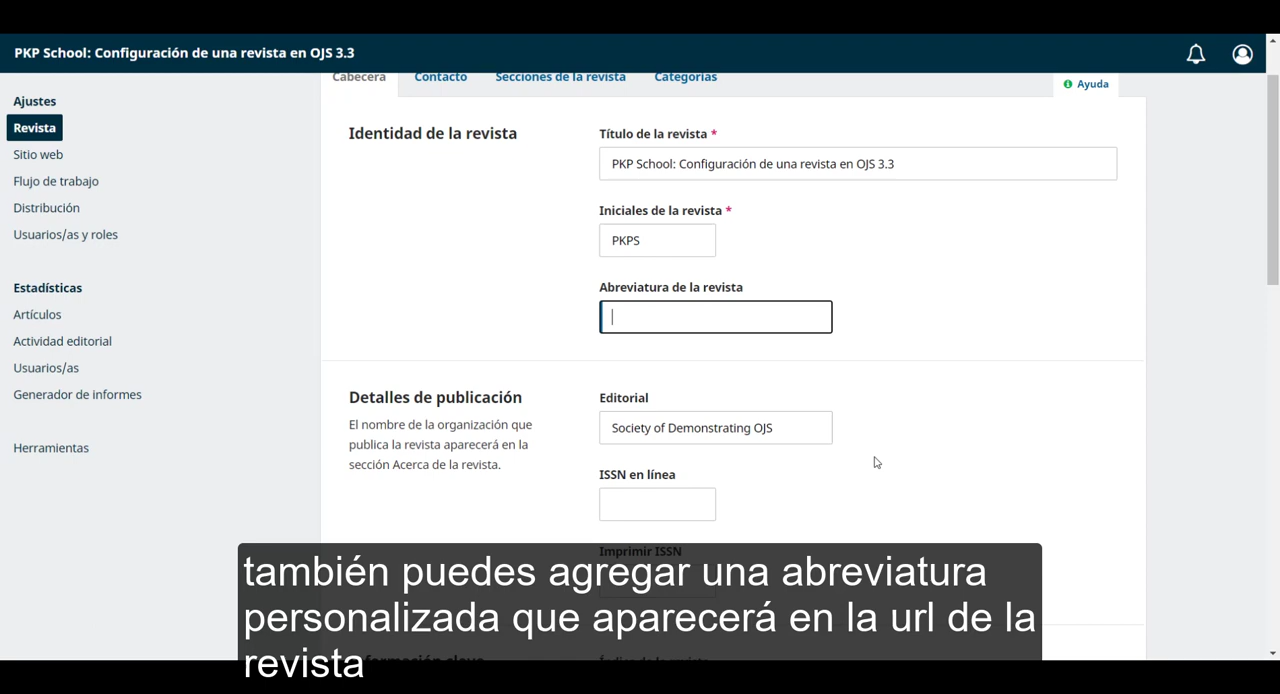 PKP School: Configuración de una revista en OJS 3.3
Cabecera
Contacto
Secciones de la revista
Categorías
Ayuda
Ajustes
Revista
Sitio web
Flujo de trabajo
Distribución
Usuarios/as y roles
Estadísticas
Artículos
Actividad editorial
Usuarios/as
Generador de informes
Herramientas
Identidad de la revista
Título de la revista *
PKP School: Configuración de una revista en OJS 3.3
Iniciales de la revista *
PKPS
Abreviatura de la revista
Detalles de publicación
El nombre de la organización que
publica la revista aparecerá en la
sección Acerca de la revista.
Editorial
Society of Demonstrating OJS
ISSN en línea
Imprimir ISSN
también puedes agregar una abreviatura
personalizada que aparecerá en la url de la
revista